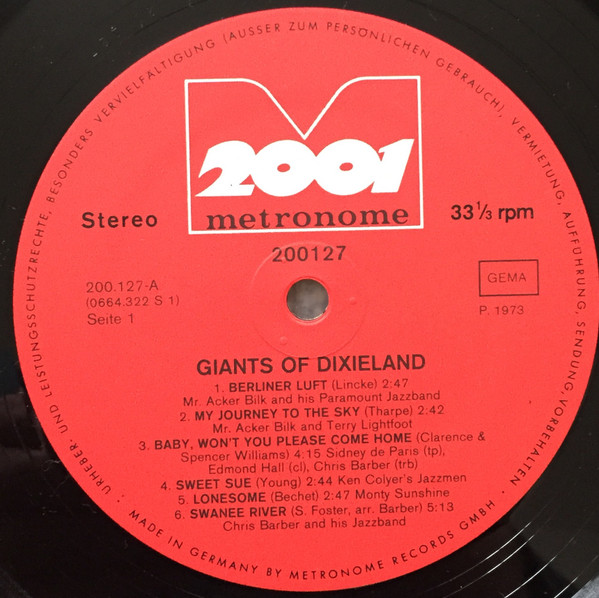 URHEBER- UND LEISTUNGSSCHUTZRECHTE, BESONDERS VERVIELFÄLTIGUNG (AUSSER ZUM PERSÖNLICHEN GEBRAUCH), VERMIETUNG, AUFFÜHRUNG, SENDUNG, VORBEHALTEN ·
2001
metronome
Stereo
33 1/3 rpm
200127
200.127-A
(0664.322 S 1)
Seite 1
GEMA
P. 1973
GIANTS OF DIXIELAND
1. BERLINER LUFT (Lincke) 2:47
Mr. Acker Bilk and his Paramount Jazzband
2. MY JOURNEY TO THE SKY (Tharpe) 2:42
Mr. Acker Bilk and Terry Lightfoot
3. BABY, WON'T YOU PLEASE COME HOME (Clarence &
Spencer Williams) 4:15 Sidney de Paris (tp),
Edmond Hall (cl), Chris Barber (trb)
4. SWEET SUE (Young) 2:44 Ken Colyer's Jazzmen
5. LONESOME (Bechet) 2:47 Monty Sunshine
6. SWANEE RIVER (S. Foster, arr. Barber) 5:13
Chris Barber and his Jazzband
MADE IN GERMANY BY METRONOME RECORDS GMBH ·